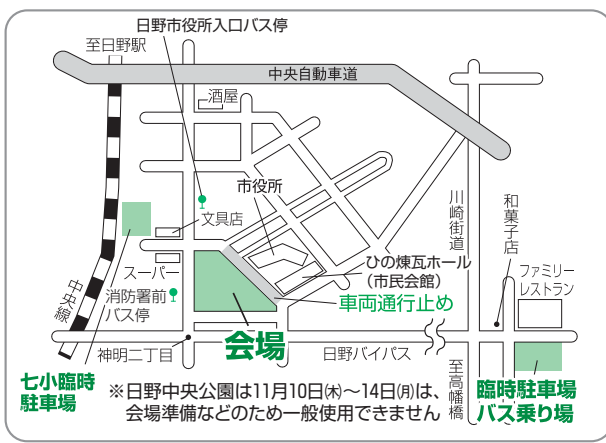 日野市役所入口バス停
至日野駅
中央自動車道
酒屋
市役所
文具店
川崎街道
和菓子店
ひの煉瓦ホール
(市民会館)
スーパー
ファミリー
レストラン
車両通行止め
消防署前
バス停
中央線
会場
神明二丁目
日野バイパス
至高幡橋
七小臨時
駐車場
臨時駐車場
バス乗り場
※日野中央公園は11月10日㈭〜14日㈪は、
会場準備などのため一般使用できません